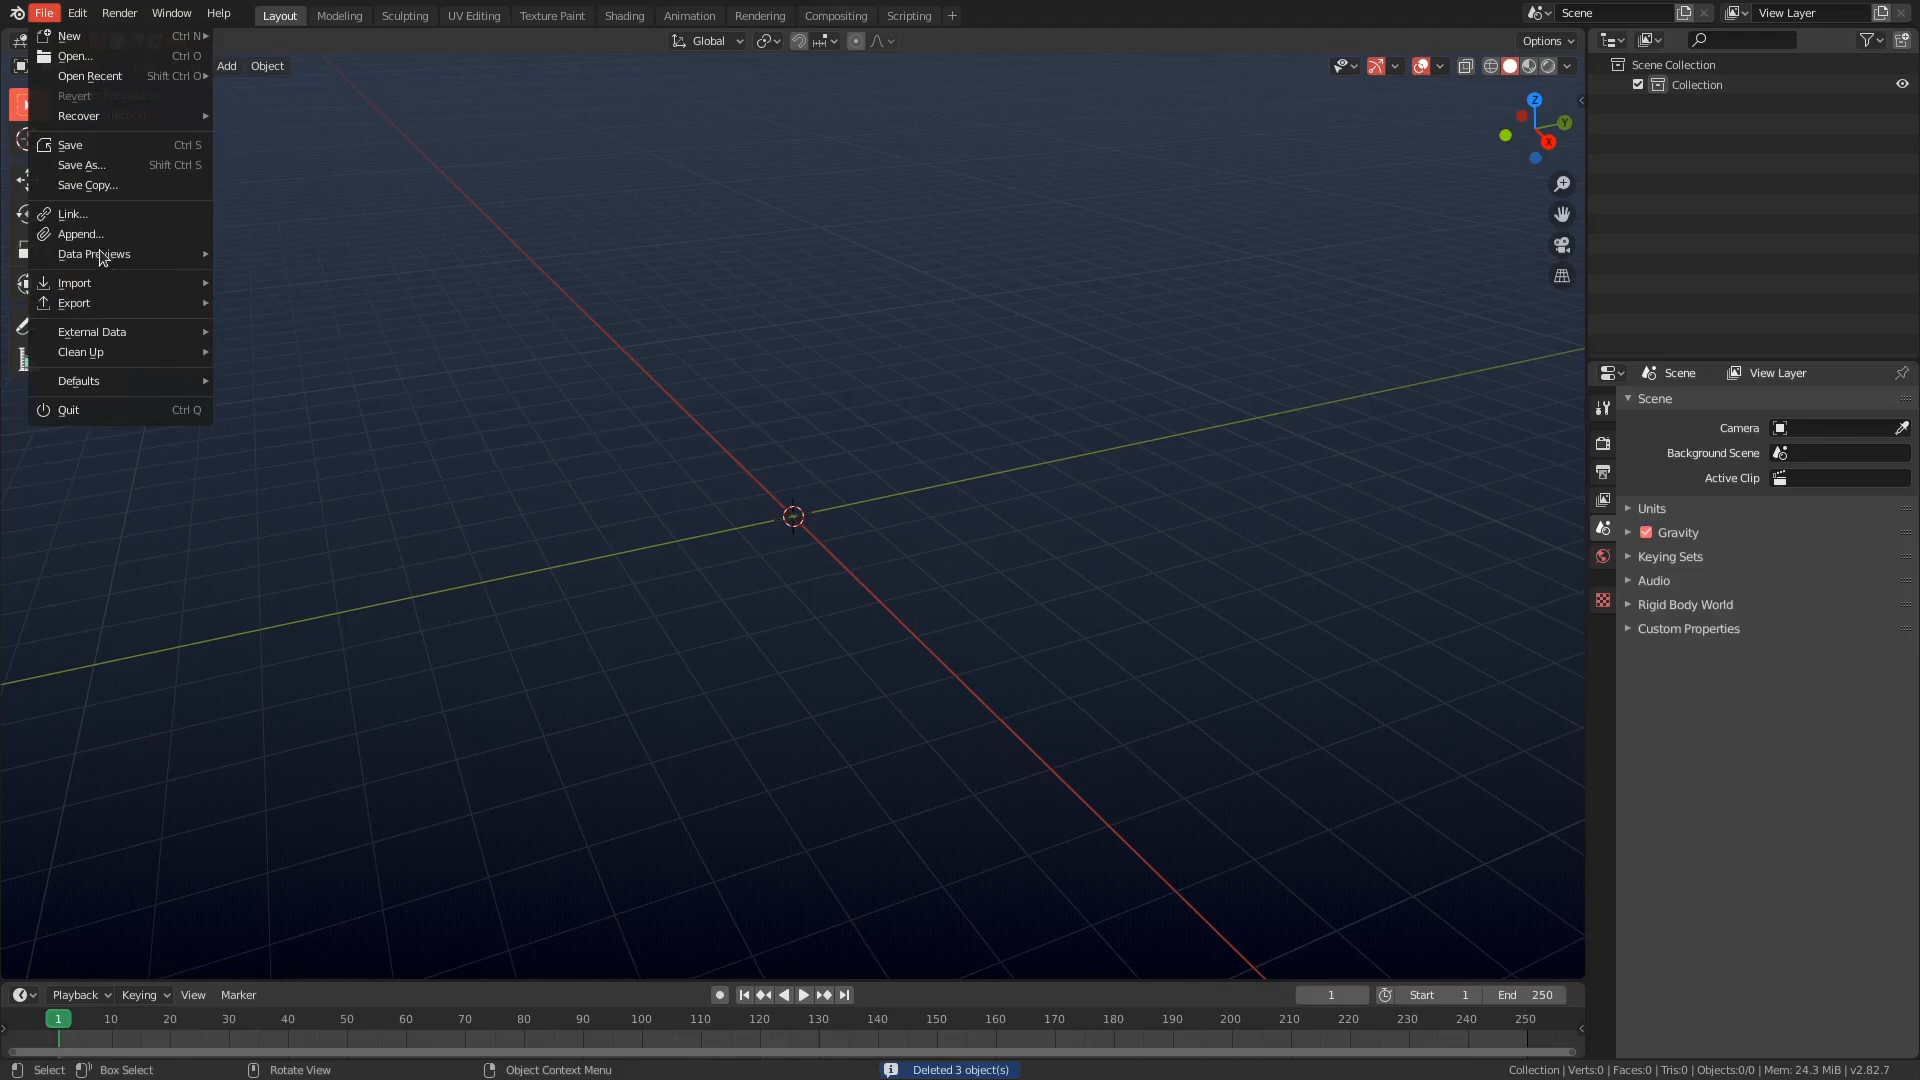 File Edit Render Window Help
Layout Modeling Sculpting UV Editing Texture Paint Shading Animation Rendering Compositing Scripting +
Scene
View Layer
New Ctrl N
Open... Ctrl O
Open Recent Shift Ctrl O
Revert
Recover
Save Ctrl S
Save As... Shift Ctrl S
Save Copy...
Link...
Append...
Data Previews
Import
Export
External Data
Clean Up
Defaults
Quit Ctrl Q
Add Object
Global
Options
Z
Y
X
Scene Collection
Collection
Scene View Layer
Scene
Camera
Background Scene
Active Clip
Units
Gravity
Keying Sets
Audio
Rigid Body World
Custom Properties
Playback Keying View Marker
1 Start 1 End 250
1 10 20 30 40 50 60 70 80 90 100 110 120 130 140 150 160 170 180 190 200 210 220 230 240 250
Select Box Select Rotate View Object Context Menu
Deleted 3 object(s)
Collection | Verts:0 | Faces:0 | Tris:0 | Objects:0/0 | Mem: 24.3 MiB | v2.82.7